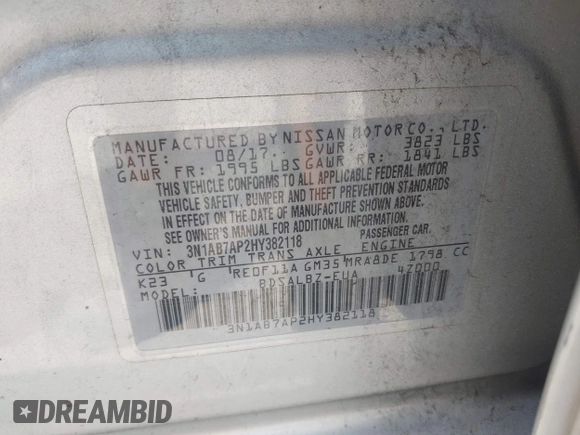 MANUFACTURED BY NISSAN MOTOR CO., LTD.
DATE: 08/17. GVWR: 3823 LBS
GAWR FR: 1995 LBS GAWR RR: 1841 LBS
THIS VEHICLE CONFORMS TO ALL APPLICABLE FEDERAL MOTOR
VEHICLE SAFETY, BUMPER AND THEFT PREVENTION STANDARDS
IN EFFECT ON THE DATE OF MANUFACTURE SHOWN ABOVE.
SEE OWNER'S MANUAL FOR ADDITIONAL INFORMATION.
VIN: 3N1AB7AP2HY382118 PASSENGER CAR.
COLOR TRIM TRANS AXLE ENGINE
K23 G RE0F11A GM35 MRA8DE 1798 CC
MODEL: BDSALBZ-EUA 4Z000
3N1AB7AP2HY382118
DREAMBID